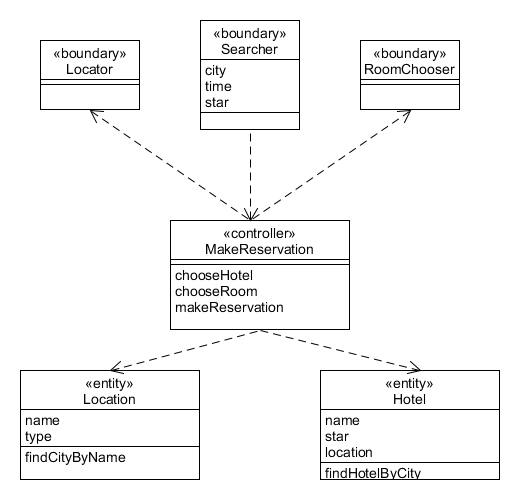 «boundary»
Locator
«boundary»
Searcher
city
time
star
«boundary»
RoomChooser
«controller»
MakeReservation
chooseHotel
chooseRoom
makeReservation
«entity»
Location
name
type
findCityByName
«entity»
Hotel
name
star
location
findHotelByCity